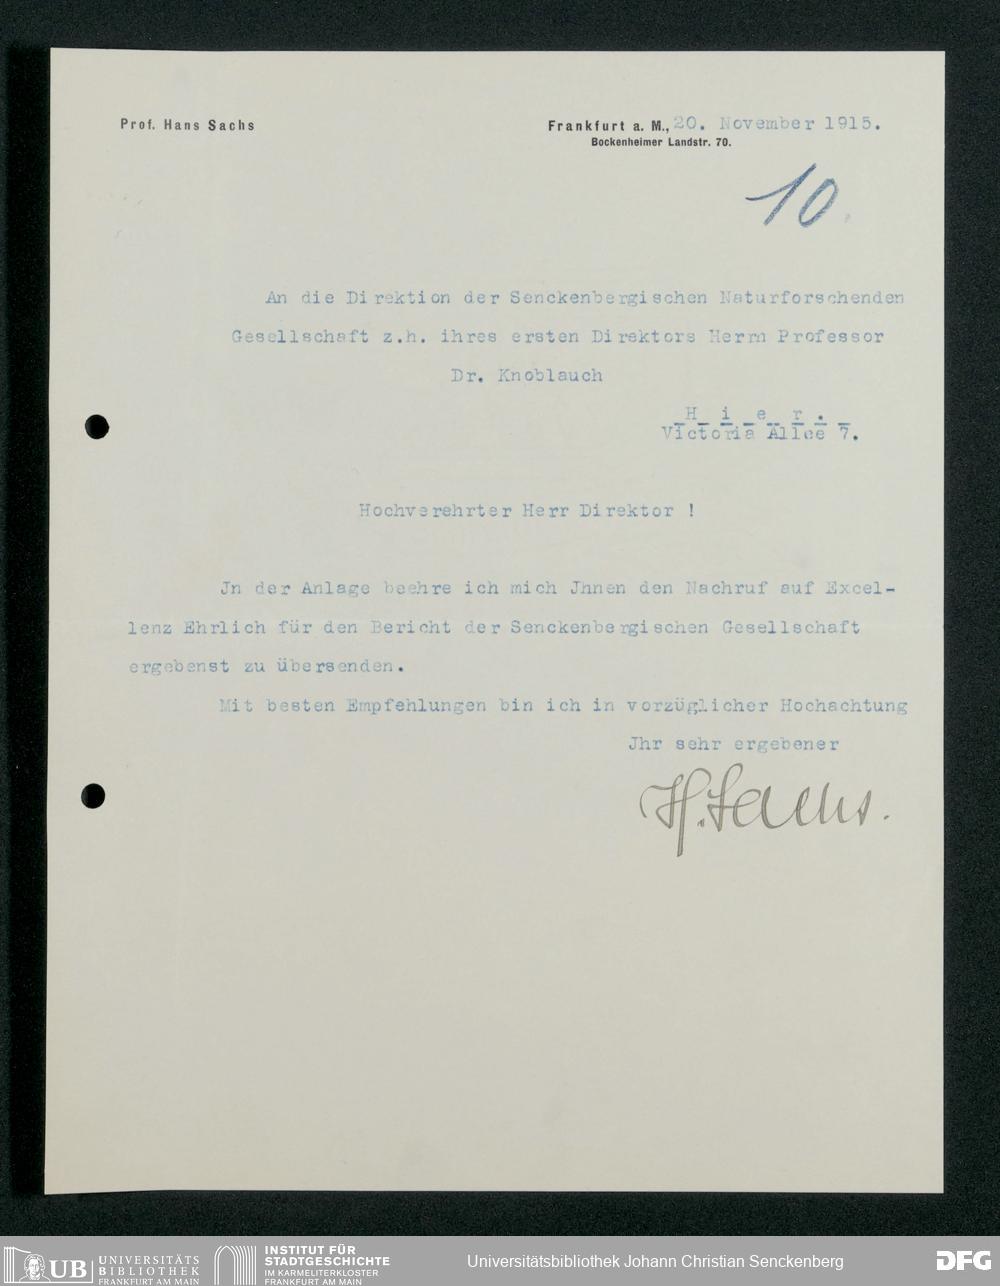 Prof. Hans Sachs
Frankfurt a. M., 20. November 1915.
Bockenheimer Landstr. 70.
10.
An die Direktion der Senckenbergischen Naturforschenden
Gesellschaft z.h. ihres ersten Direktors Herrn Professor
Dr. Knoblauch
H i e r .
Victoria Allee 7.
Hochverehrter Herr Direktor !
Jn der Anlage beehre ich mich Jhnen den Nachruf auf Excel-
lenz Ehrlich für den Bericht der Senckenbergischen Gesellschaft
ergebenst zu übersenden.
Mit besten Empfehlungen bin ich in vorzüglicher Hochachtung
Jhr sehr ergebener
H. Sachs.
UB UNIVERSITÄTS
BIBLIOTHEK
FRANKFURT AM MAIN
INSTITUT FÜR
STADTGESCHICHTE
IM KARMELITERKLOSTER
FRANKFURT AM MAIN
Universitätsbibliothek Johann Christian Senckenberg
DFG